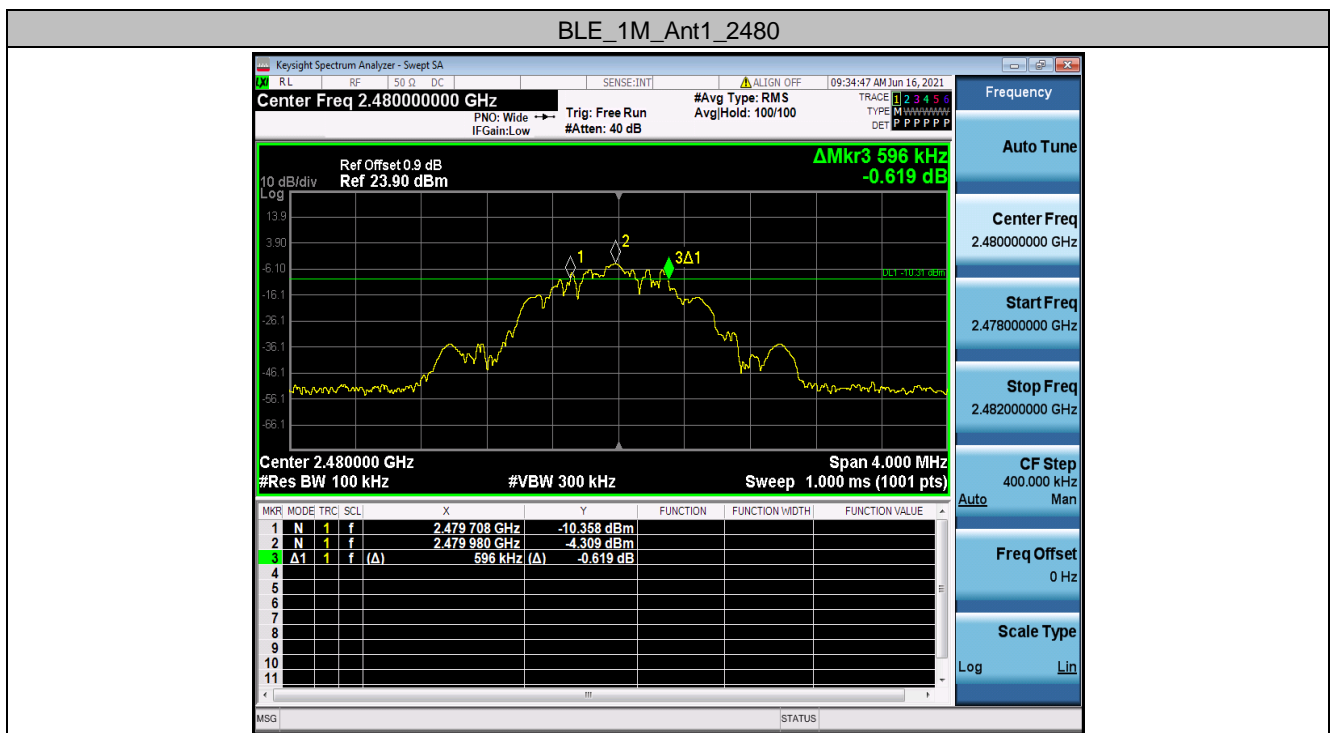 BLE_1M_Ant1_2480
Keysight Spectrum Analyzer - Swept SA
RL RF 50 Ω DC SENSE:INT ALIGN OFF 09:34:47 AM Jun 16, 2021
Center Freq 2.480000000 GHz
PNO: Wide
IFGain:Low
Trig: Free Run
#Atten: 40 dB
#Avg Type: RMS
Avg|Hold: 100/100
TRACE 1 2 3 4 5 6
TYPE M WWWWW
DET P P P P P P
Ref Offset 0.9 dB
10 dB/div Ref 23.90 dBm
Log
ΔMkr3 596 kHz
-0.619 dB
13.9
3.90
-6.10
-16.1
-26.1
-36.1
-46.1
-56.1
-66.1
1
2
3Δ1
DL1 -10.31 dBm
Center 2.480000 GHz Span 4.000 MHz
#Res BW 100 kHz #VBW 300 kHz Sweep 1.000 ms (1001 pts)
MKR MODE TRC SCL X Y FUNCTION FUNCTION WIDTH FUNCTION VALUE
1 N 1 f 2.479 708 GHz -10.358 dBm
2 N 1 f 2.479 980 GHz -4.309 dBm
3 Δ1 1 f (Δ) 596 kHz (Δ) -0.619 dB
4
5
6
7
8
9
10
11
MSG STATUS
Frequency
Auto Tune
Center Freq
2.480000000 GHz
Start Freq
2.478000000 GHz
Stop Freq
2.482000000 GHz
CF Step
400.000 kHz
Auto Man
Freq Offset
0 Hz
Scale Type
Log Lin